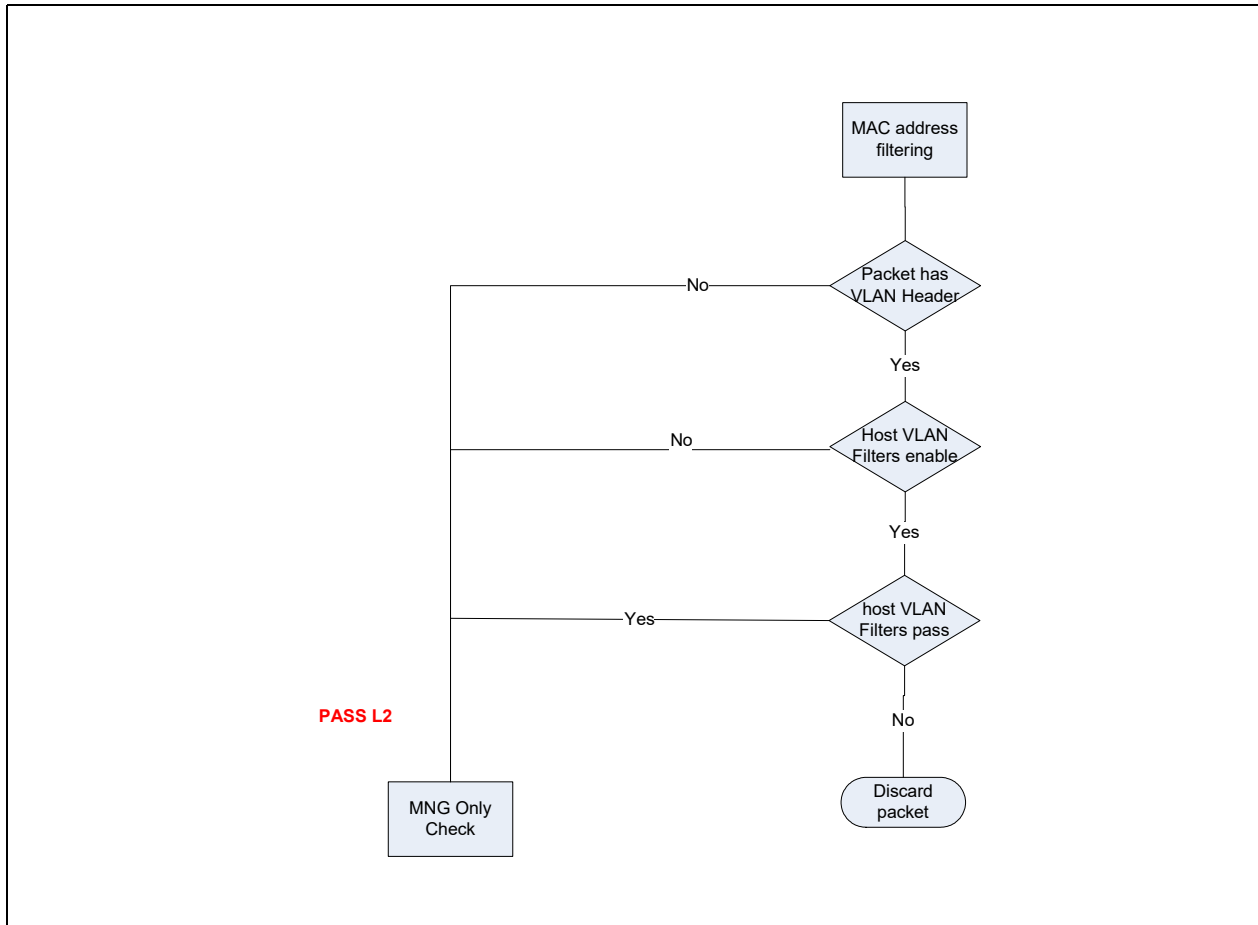 MAC address
filtering
Packet has
VLAN Header
No
Yes
Host VLAN
Filters enable
No
Yes
host VLAN
Filters pass
Yes
PASS L2
No
MNG Only
Check
Discard
packet